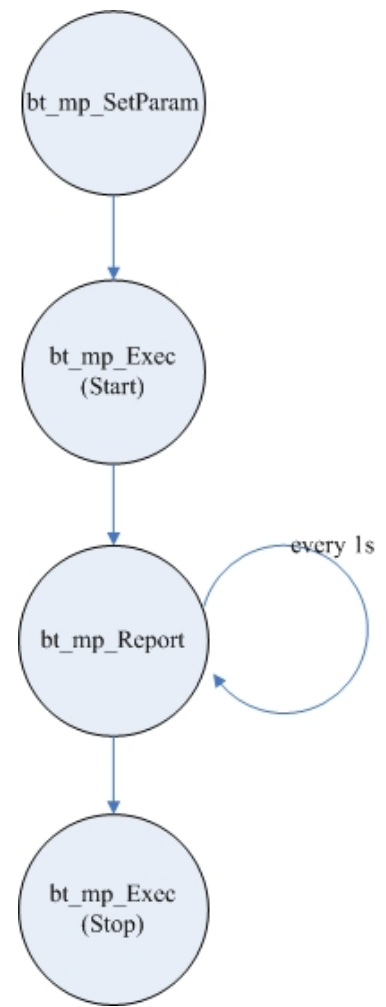 bt_mp_SetParam
bt_mp_Exec
(Start)
every 1s
bt_mp_Report
bt_mp_Exec
(Stop)